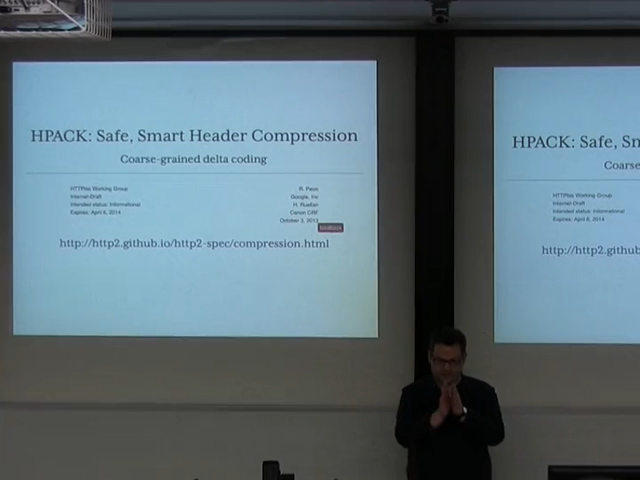 HPACK: Safe, Smart Header Compression
Coarse-grained delta coding
HTTPbis Working Group
Internet-Draft
Intended status: Informational
Expires: April 6, 2014
R. Peon
Google, Inc
H. Ruellan
Canon CRF
October 3, 2013
http://http2.github.io/http2-spec/compression.html
HPACK: Safe, Sm
Coarse
HTTPbis Working Group
Internet-Draft
Intended status: Informational
Expires: April 6, 2014
http://http2.github